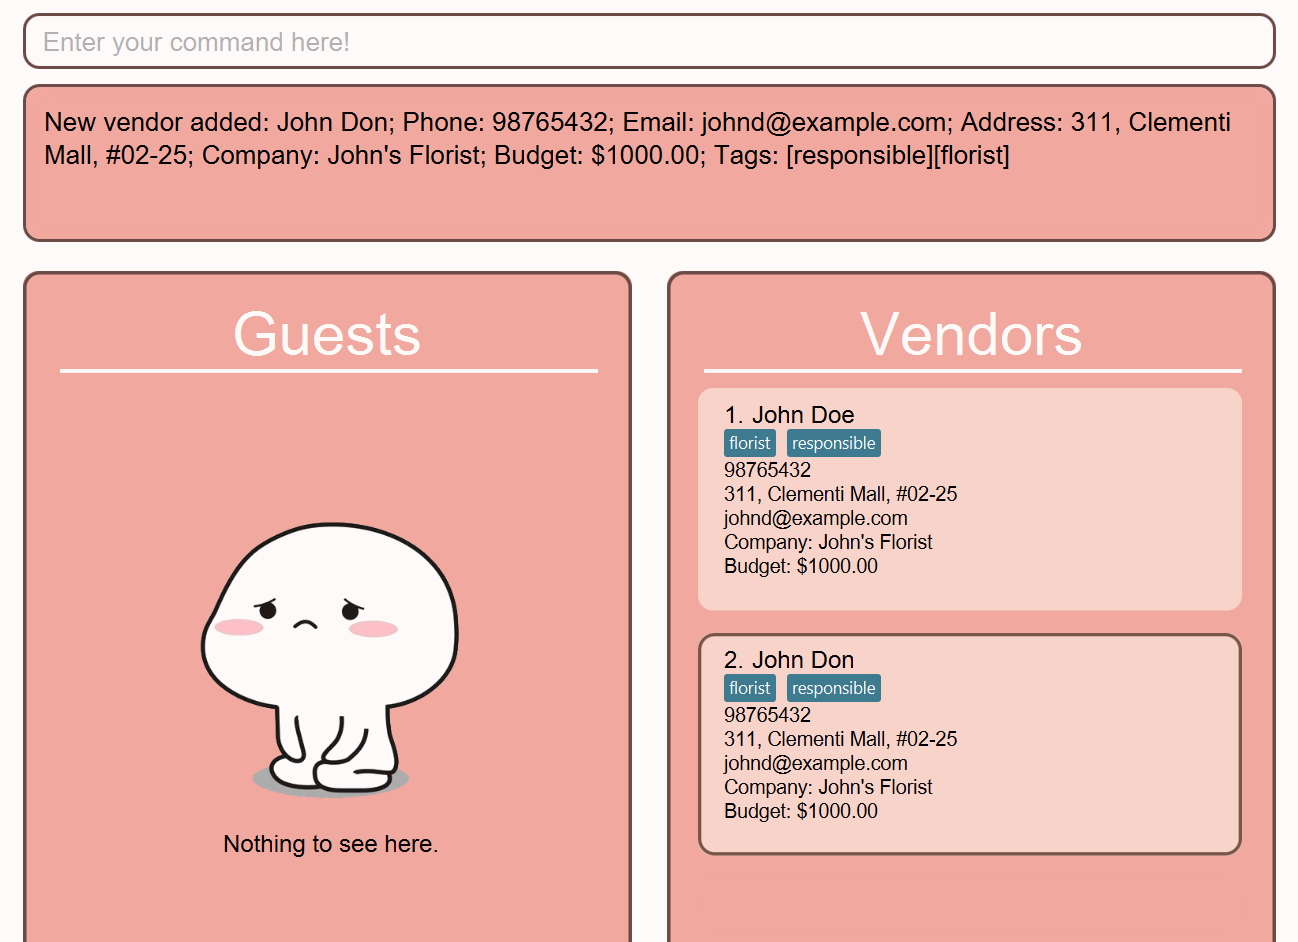 Enter your command here!
New vendor added: John Don; Phone: 98765432; Email: johnd@example.com; Address: 311, Clementi
Mall, #02-25; Company: John's Florist; Budget: $1000.00; Tags: [responsible][florist]
Guests
Nothing to see here.
Vendors
1. John Doe
florist responsible
98765432
311, Clementi Mall, #02-25
johnd@example.com
Company: John's Florist
Budget: $1000.00
2. John Don
florist responsible
98765432
311, Clementi Mall, #02-25
johnd@example.com
Company: John's Florist
Budget: $1000.00